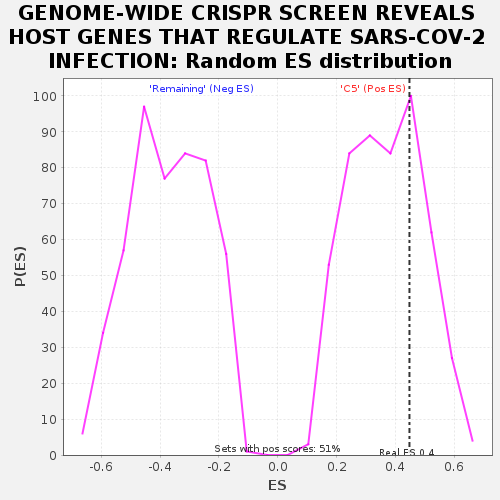 GENOME-WIDE CRISPR SCREEN REVEALS
HOST GENES THAT REGULATE SARS-COV-2
INFECTION: Random ES distribution
'Remaining' (Neg ES)
'C5' (Pos ES)
100
90
80
70
60
50
40
30
20
10
0
P(ES)
Sets with pos scores: 51%
Real ES 0.4
-0.6
-0.4
-0.2
0.0
0.2
0.4
0.6
ES